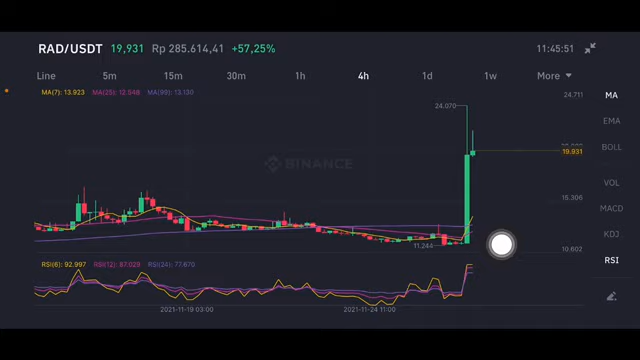 RAD/USDT 19,931 Rp 285.614,41 +57,25% 11:45:51
Line 5m 15m 30m 1h 4h 1d 1w More
MA(7): 13.923 MA(25): 12.548 MA(99): 13.130
24.711
MA
24.070
EMA
BOLL
19.931
BINANCE
VOL
15.306
MACD
KDJ
11.244
10.602
RSI(6): 92.997 RSI(12): 87.029 RSI(24): 77.670
RSI
2021-11-19 03:00 2021-11-24 11:00